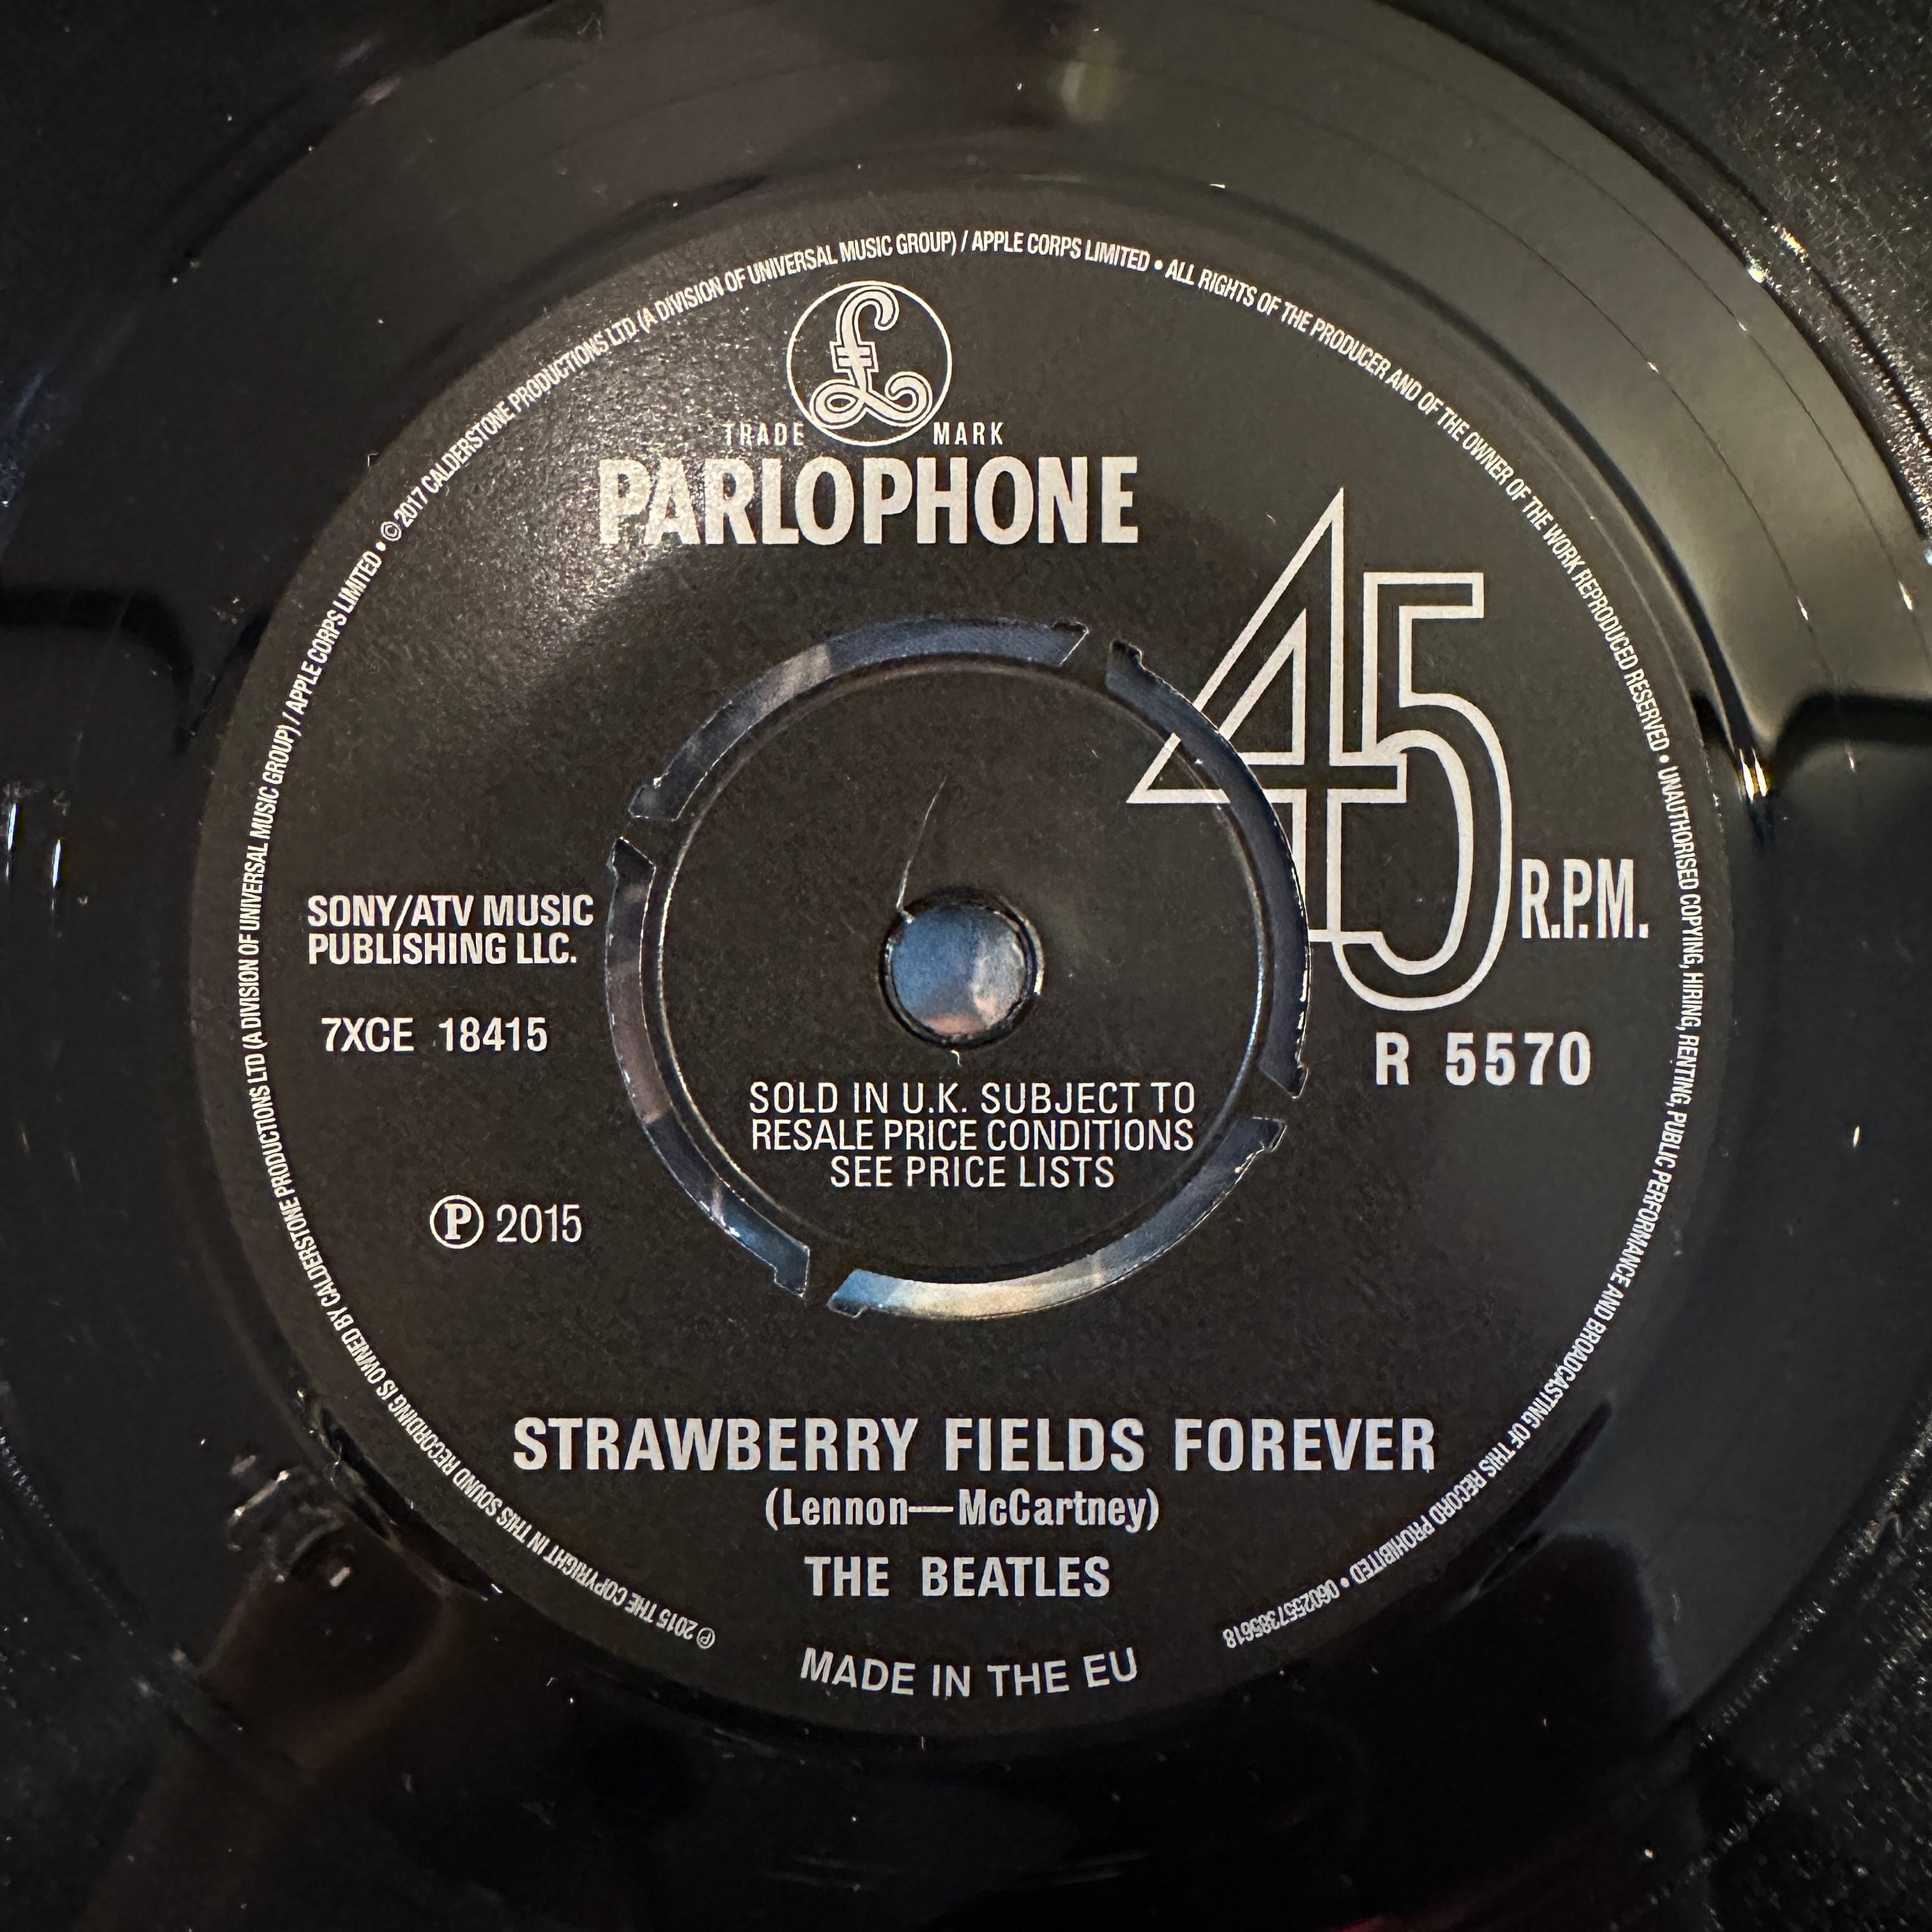 ℗ 2015 THE COPYRIGHT IN THIS SOUND RECORDING IS OWNED BY CALDERSTONE PRODUCTIONS LTD (A DIVISION OF UNIVERSAL MUSIC GROUP) / APPLE CORPS LIMITED • © 2017 CALDERSTONE PRODUCTIONS LTD (A DIVISION OF UNIVERSAL MUSIC GROUP) / APPLE CORPS LIMITED • ALL RIGHTS OF THE PRODUCER AND OF THE OWNER OF THE WORK REPRODUCED RESERVED • UNAUTHORISED COPYING, HIRING, RENTING, PUBLIC PERFORMANCE AND BROADCASTING OF THIS RECORD PROHIBITED • 0602557385618
£
TRADE MARK
PARLOPHONE
45 R.P.M.
SONY/ATV MUSIC
PUBLISHING LLC.
7XCE 18415
R 5570
SOLD IN U.K. SUBJECT TO
RESALE PRICE CONDITIONS
SEE PRICE LISTS
℗ 2015
STRAWBERRY FIELDS FOREVER
(Lennon—McCartney)
THE BEATLES
MADE IN THE EU